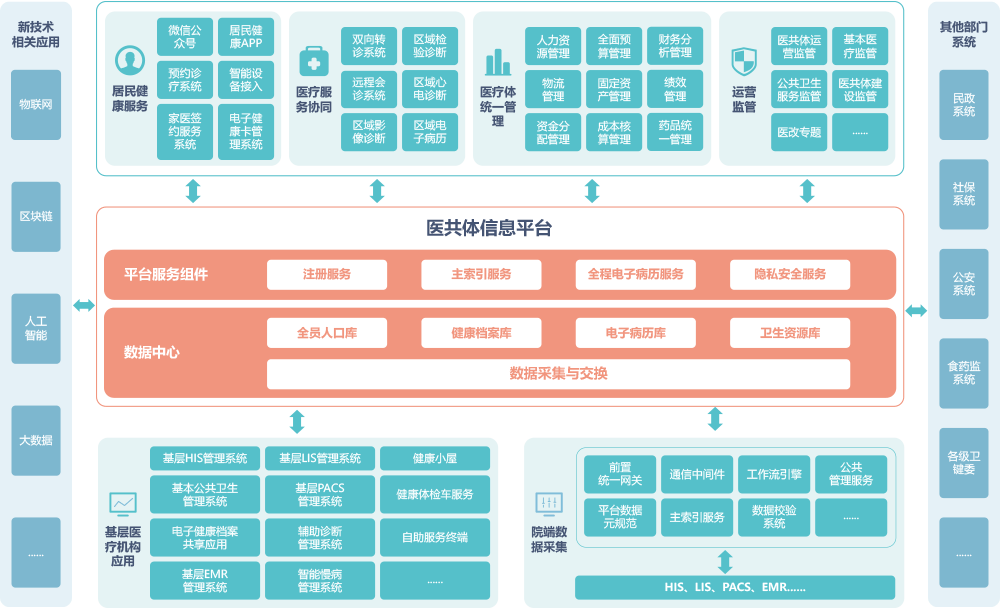 新技术
相关应用
物联网
区块链
人工
智能
大数据
......
居民健
康服务
微信公
众号
居民健
康APP
预约诊
疗系统
智能设
备接入
家医签
约服务
系统
电子健
康卡管
理系统
医疗服
务协同
双向转
诊系统
区域检
验诊断
远程会
诊系统
区域心
电诊断
区域影
像诊断
区域电
子病历
医疗体
统一管
理
人力资
源管理
全面预
算管理
财务分
析管理
物流
管理
固定资
产管理
绩效
管理
资金分
配管理
成本核
算管理
药品统
一管理
运营
监管
医共体运
营监管
基本医
疗监管
公共卫生
服务监管
医共体建
设监管
医改专题
......
医共体信息平台
平台服务组件
注册服务
主索引服务
全程电子病历服务
隐私安全服务
数据中心
全员人口库
健康档案库
电子病历库
卫生资源库
数据采集与交换
基层医
疗机构
应用
基层HIS管理系统
基层LIS管理系统
健康小屋
基本公共卫生
管理系统
基层PACS
管理系统
健康体检车服务
电子健康档案
共享应用
辅助诊断
管理系统
自助服务终端
基层EMR
管理系统
智能慢病
管理系统
......
院端数
据采集
前置
统一网关
通信中间件
工作流引擎
公共
管理服务
平台数据
元规范
主索引服务
数据校验
系统
......
HIS、LIS、PACS、EMR......
其他部门
系统
民政
系统
社保
系统
公安
系统
食药监
系统
各级卫
健委
......